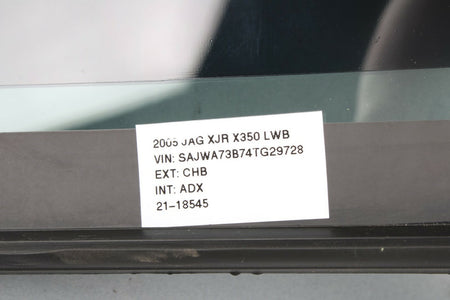 2005 JAG XJR X350 LWB
VIN: SAJWA73B74TG29728
EXT: CHB
INT: ADX
21-18545